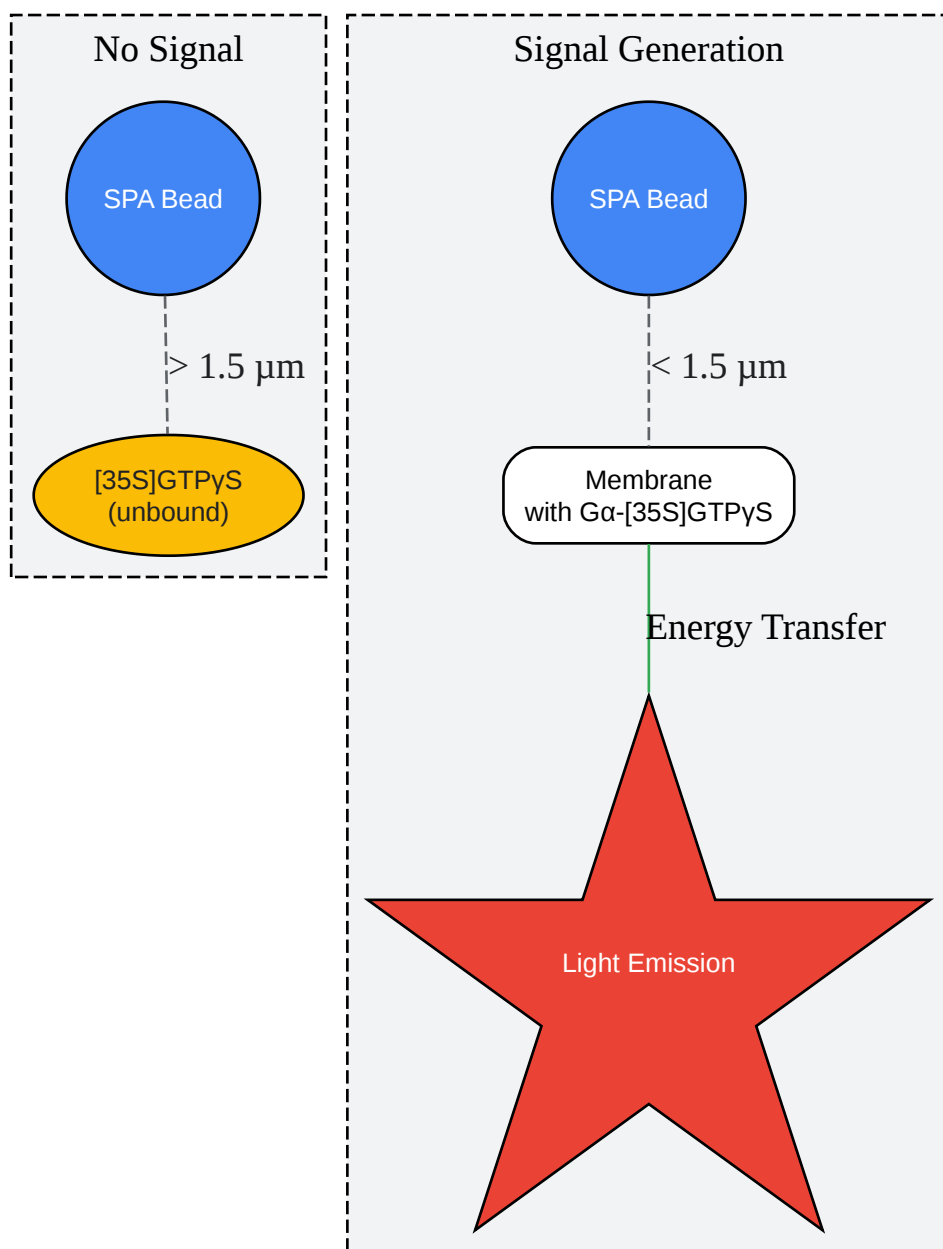 No Signal
SPA Bead
> 1.5 µm
[35S]GTPγS
(unbound)
Signal Generation
SPA Bead
< 1.5 µm
Membrane
with Gα-[35S]GTPγS
Energy Transfer
Light Emission